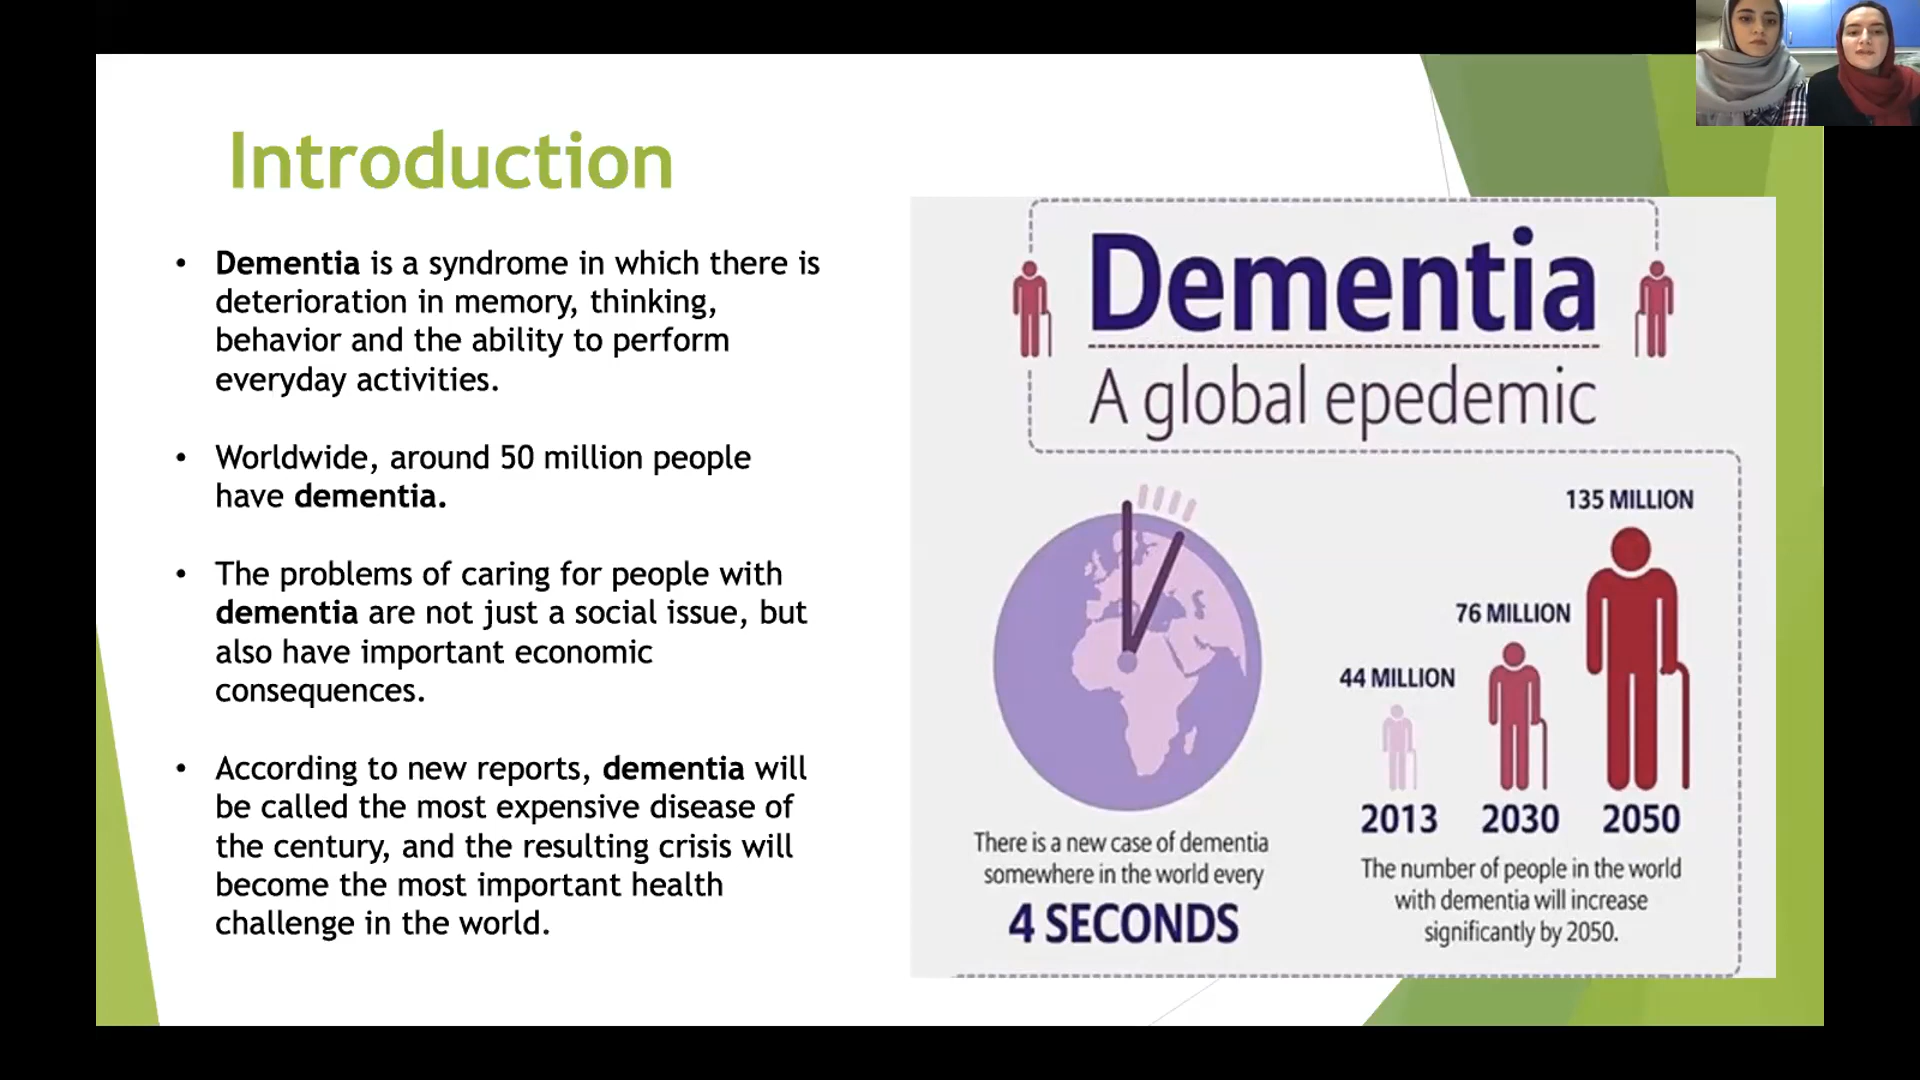 Introduction
• Dementia is a syndrome in which there is
deterioration in memory, thinking,
behavior and the ability to perform
everyday activities.
• Worldwide, around 50 million people
have dementia.
• The problems of caring for people with
dementia are not just a social issue, but
also have important economic
consequences.
• According to new reports, dementia will
be called the most expensive disease of
the century, and the resulting crisis will
become the most important health
challenge in the world.
Dementia
A global epedemic
There is a new case of dementia
somewhere in the world every
4 SECONDS
135 MILLION
76 MILLION
44 MILLION
2013 2030 2050
The number of people in the world
with dementia will increase
significantly by 2050.